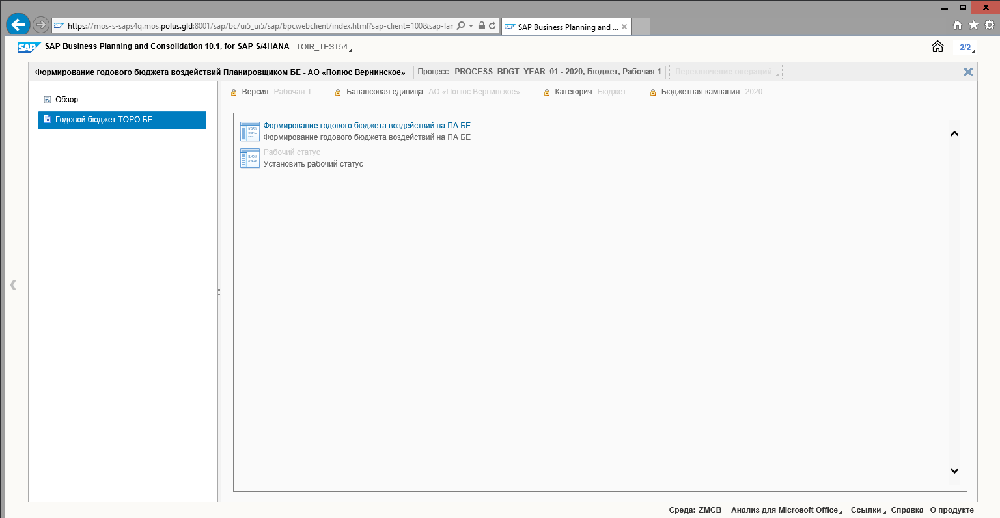 https://mos-s-saps4q.mos.polus.gld:8001/sap/bc/ui5_ui5/sap/bpcwebclient/index.html?sap-client=100&sap-lar
SAP Business Planning and ...
SAP SAP Business Planning and Consolidation 10.1, for SAP S/4HANA TOIR_TEST54
2/2
Формирование годового бюджета воздействий Планировщиком БЕ - АО «Полюс Вернинское» Процесс: PROCESS_BDGT_YEAR_01 - 2020, Бюджет, Рабочая 1 Переключение операций
Обзор
Годовой бюджет ТОРО БЕ
Версия: Рабочая 1 Балансовая единица: АО «Полюс Вернинское» Категория: Бюджет Бюджетная кампания: 2020
Формирование годового бюджета воздействий на ПА БЕ
Формирование годового бюджета воздействий на ПА БЕ
Рабочий статус
Установить рабочий статус
Среда: ZMCB Анализ для Microsoft Office Ссылки Справка О продукте